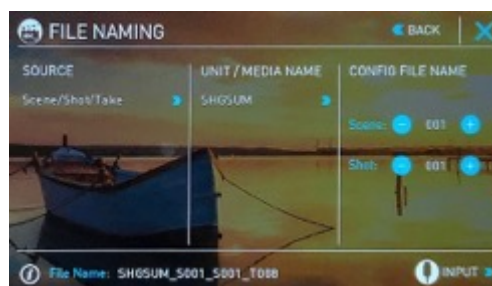 FILE NAMING
BACK
SOURCE
UNIT / MEDIA NAME
CONFIG FILE NAME
Scene/Shot/Take
SHGSUM
Scene: 001
Shot: 001
File Name: SHGSUM_S001_S001_T088
INPUT